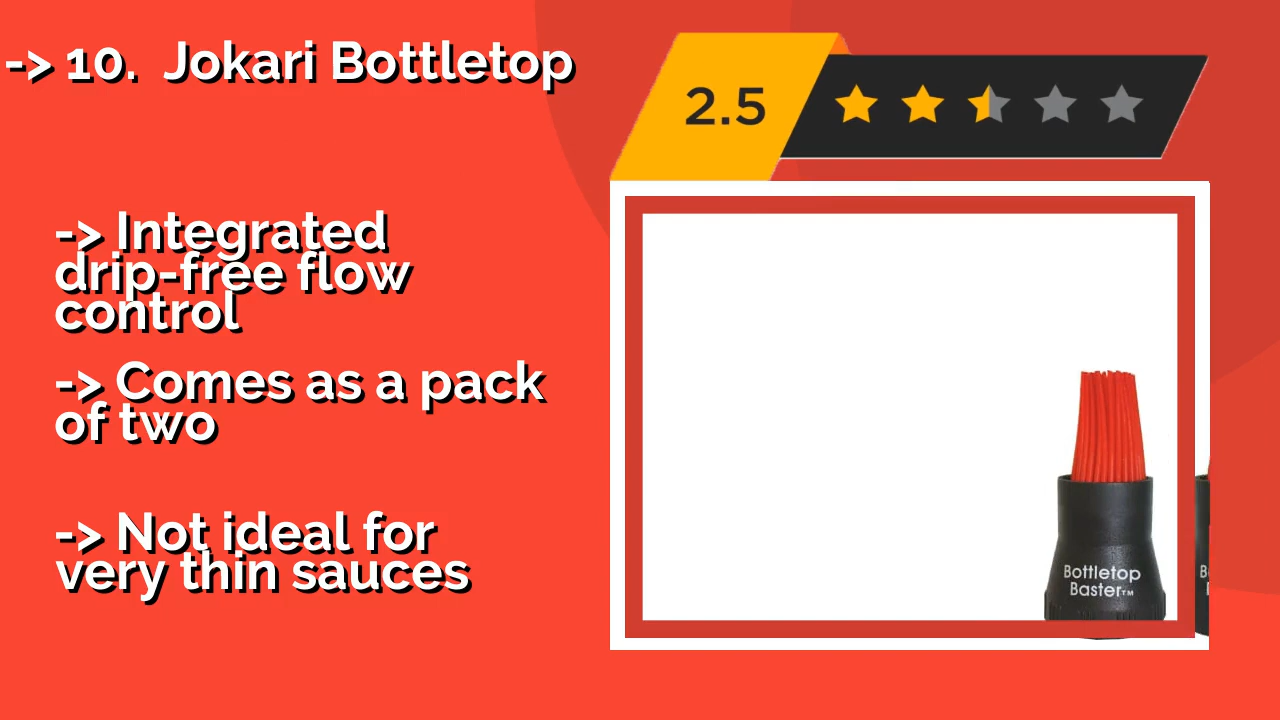 -> 10. Jokari Bottletop
2.5
-> Integrated
drip-free flow
control
-> Comes as a pack
of two
-> Not ideal for
very thin sauces
Bottletop
Baster™